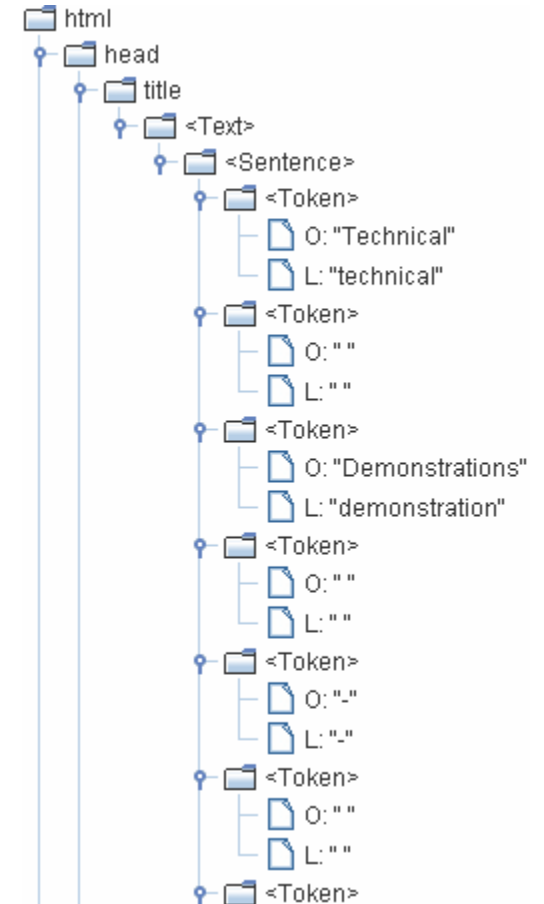 html
head
title
<Text>
<Sentence>
<Token>
O: "Technical"
L: "technical"
<Token>
O: " "
L: " "
<Token>
O: "Demonstrations"
L: "demonstration"
<Token>
O: " "
L: " "
<Token>
O: "-"
L: "-"
<Token>
O: " "
L: " "
<Token>